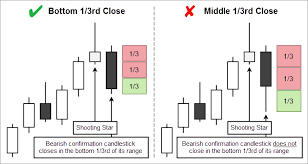 Bottom 1/3rd Close
1/3
1/3
1/3
Shooting Star
Bearish confirmation candlestick
closes in the bottom 1/3rd of its range
Middle 1/3rd Close
1/3
1/3
1/3
Shooting Star
Bearish confirmation candlestick does not
close in the bottom 1/3rd of its range